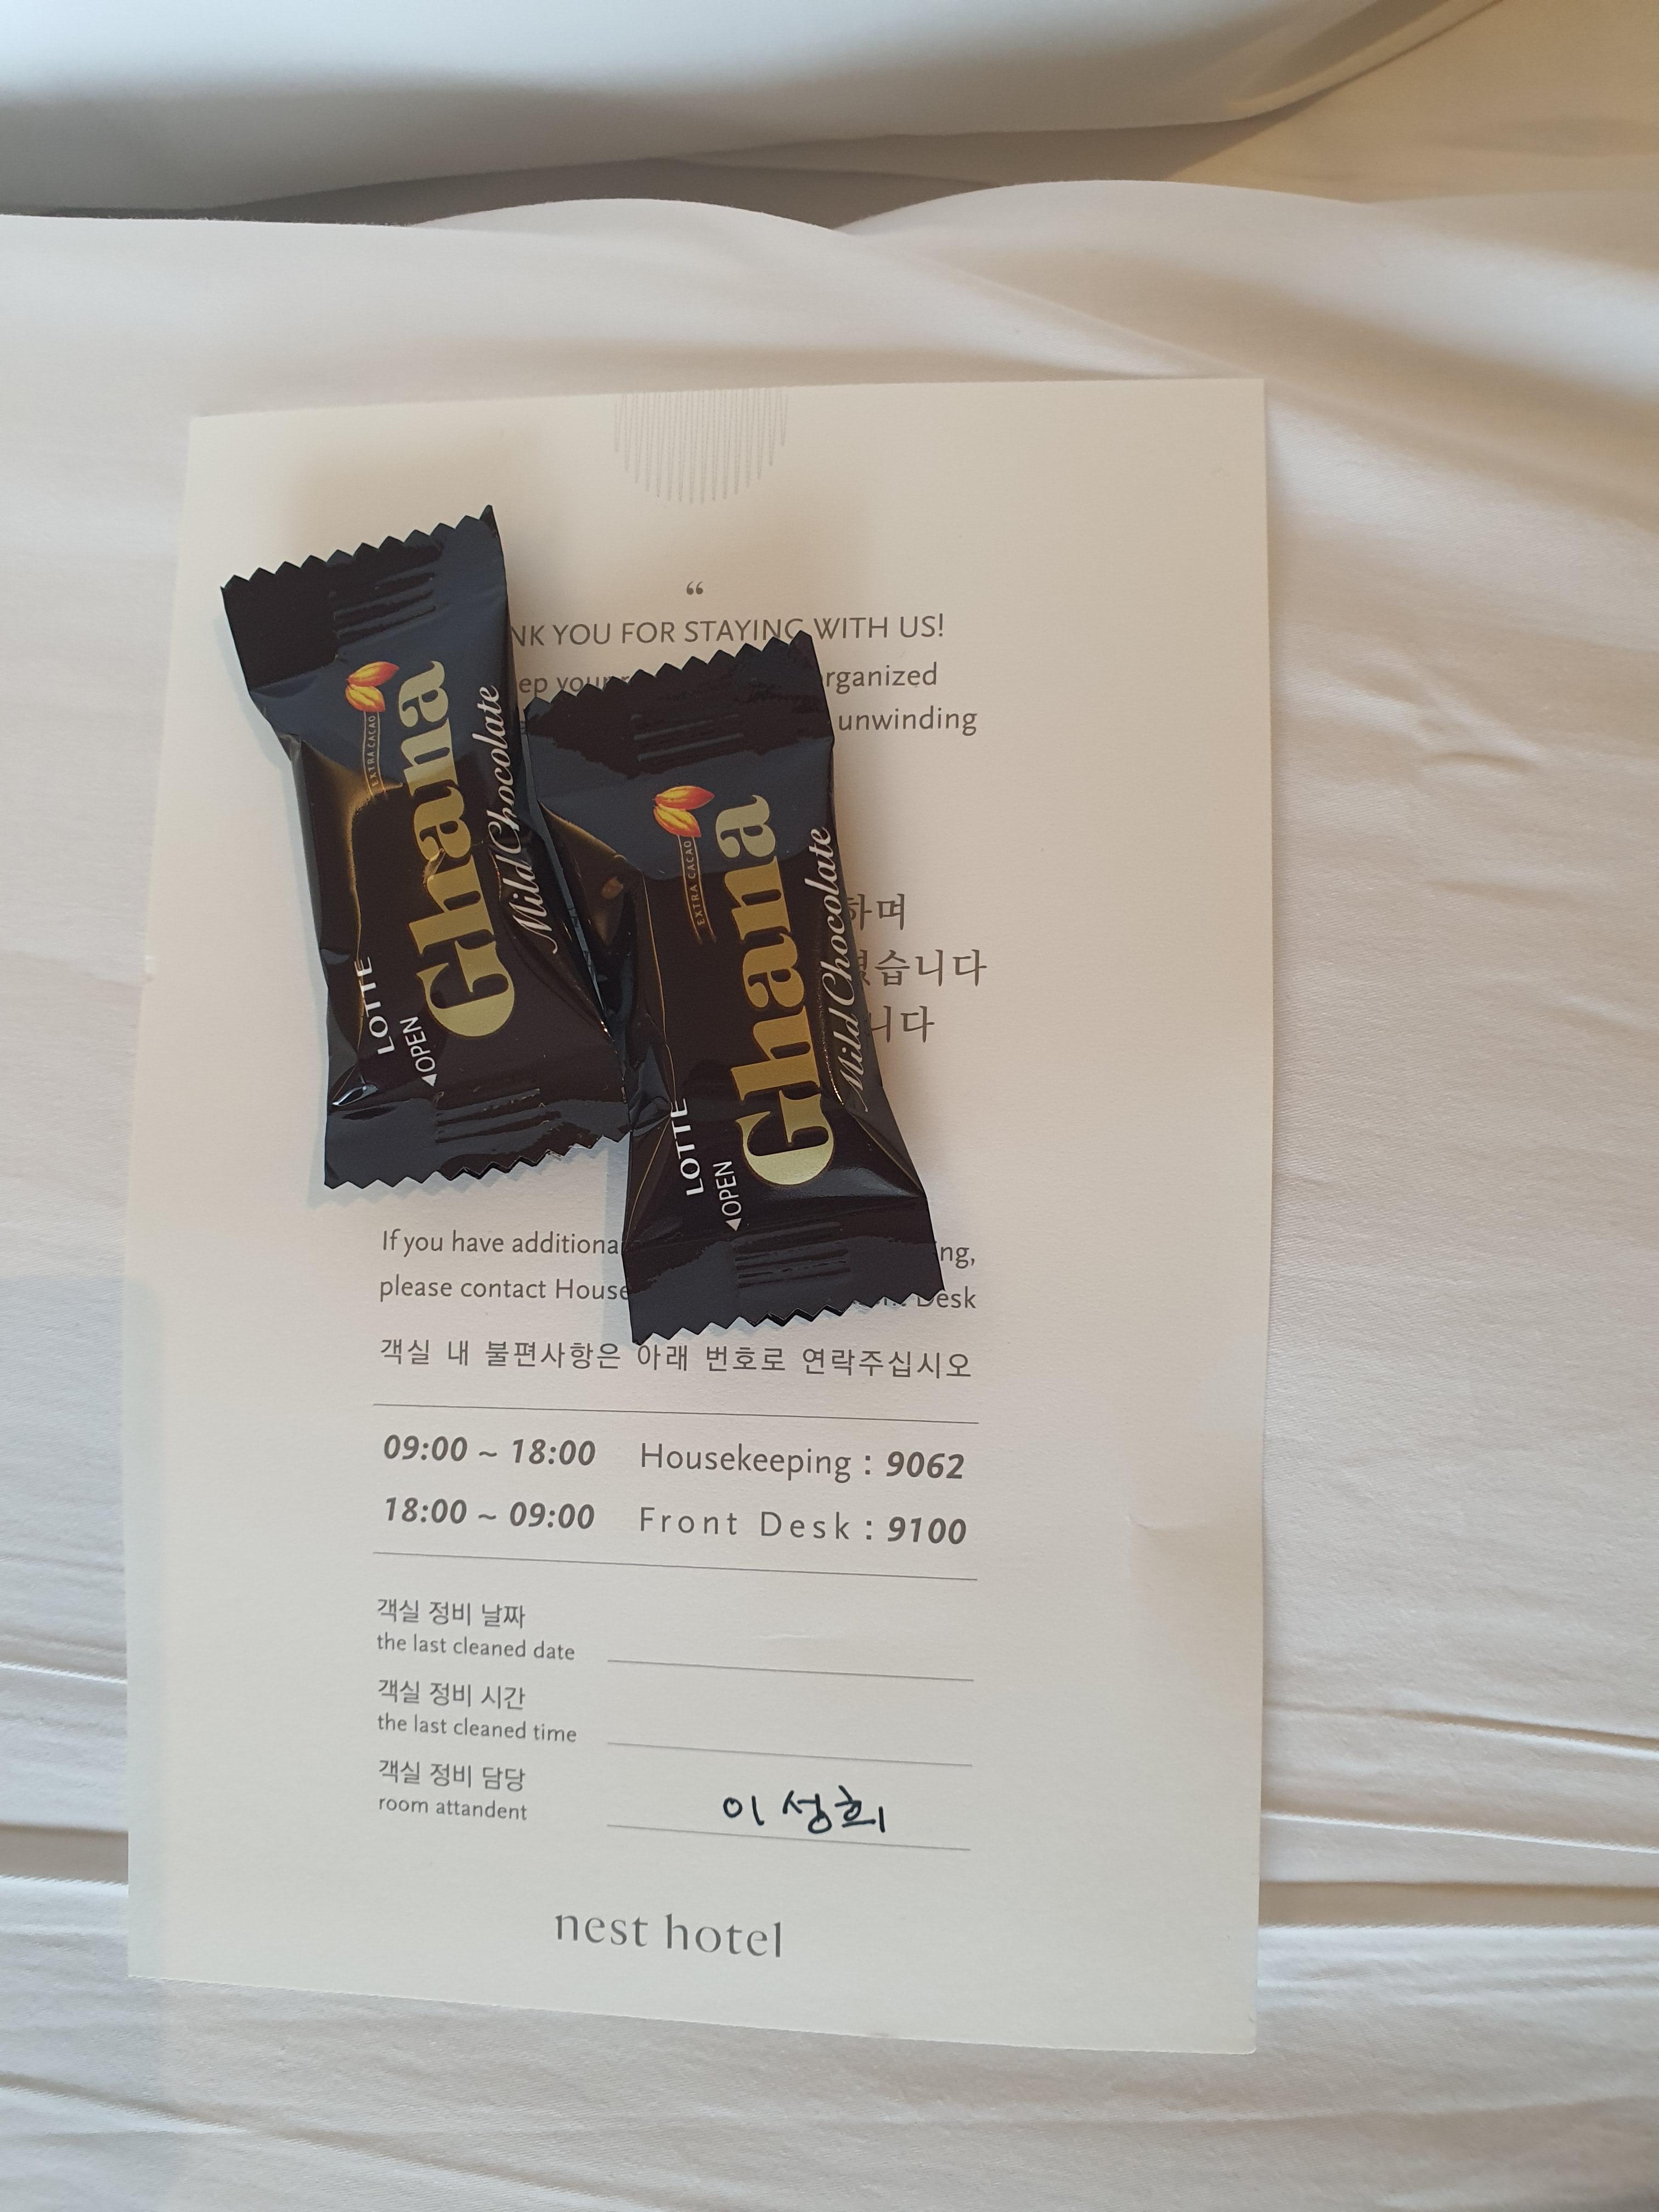 “
YOU FOR STAYING WITH US!
your organized
unwinding
하며
습니다
니다
LOTTE
◀OPEN
EXTRA CACAO
Ghana
Mild Chocolate
LOTTE
◀OPEN
EXTRA CACAO
Ghana
Mild Chocolate
If you have
please contact Desk
객실 내 불편사항은 아래 번호로 연락주십시오
09:00 ~ 18:00 Housekeeping : 9062
18:00 ~ 09:00 Front Desk : 9100
객실 정비 날짜
the last cleaned date
객실 정비 시간
the last cleaned time
객실 정비 담당
room attandent
이성희
nest hotel